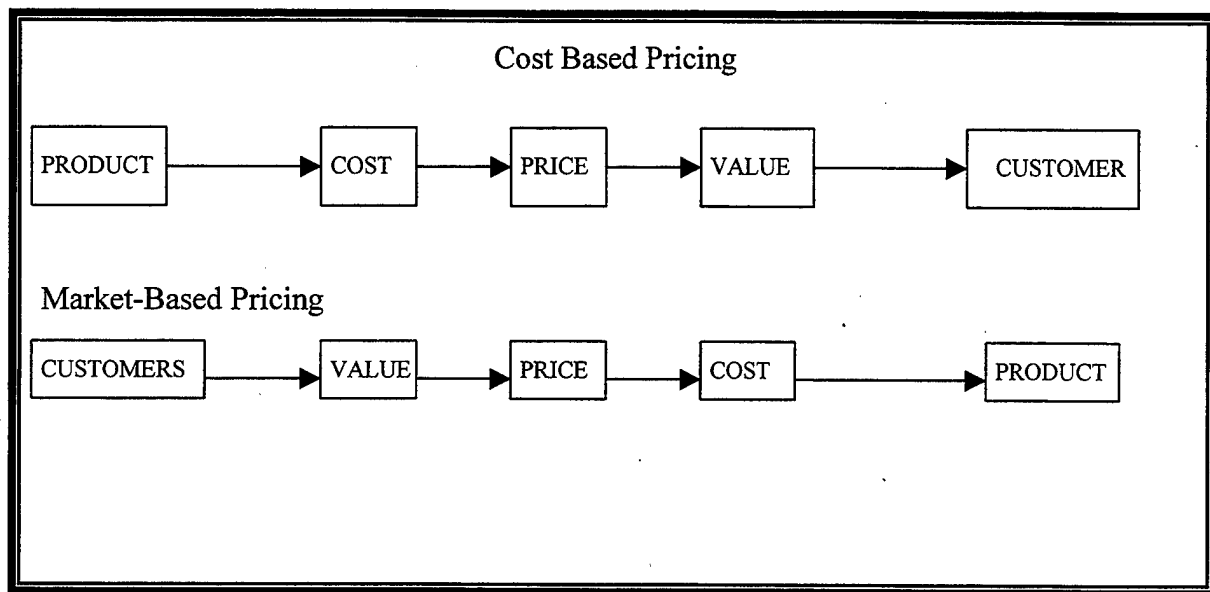 Cost Based Pricing
PRODUCT COST PRICE VALUE CUSTOMER
Market-Based Pricing
CUSTOMERS VALUE PRICE COST PRODUCT